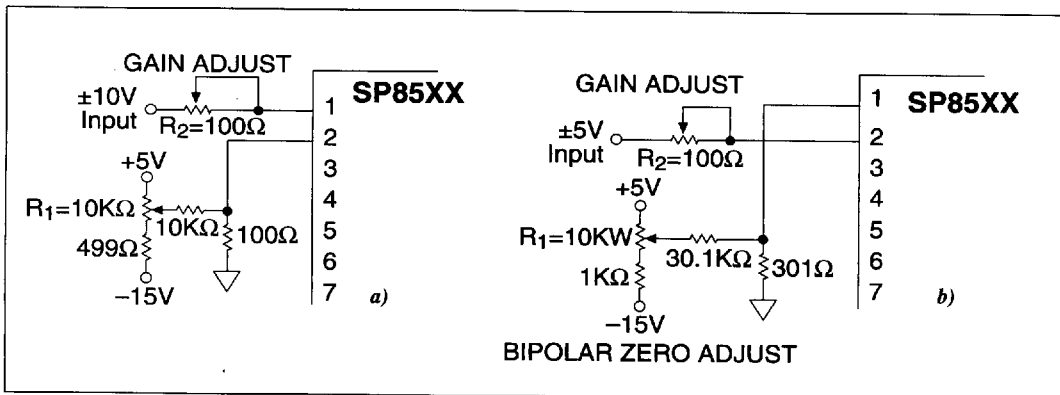 GAIN ADJUST
±10V
Input
R2=100Ω
SP85XX
1
2
3
4
5
6
7
+5V
R1=10KΩ
10KΩ
499Ω
100Ω
–15V
a)
GAIN ADJUST
±5V
Input
R2=100Ω
SP85XX
1
2
3
4
5
6
7
+5V
R1=10KW
30.1KΩ
1KΩ
301Ω
–15V
b)
BIPOLAR ZERO ADJUST